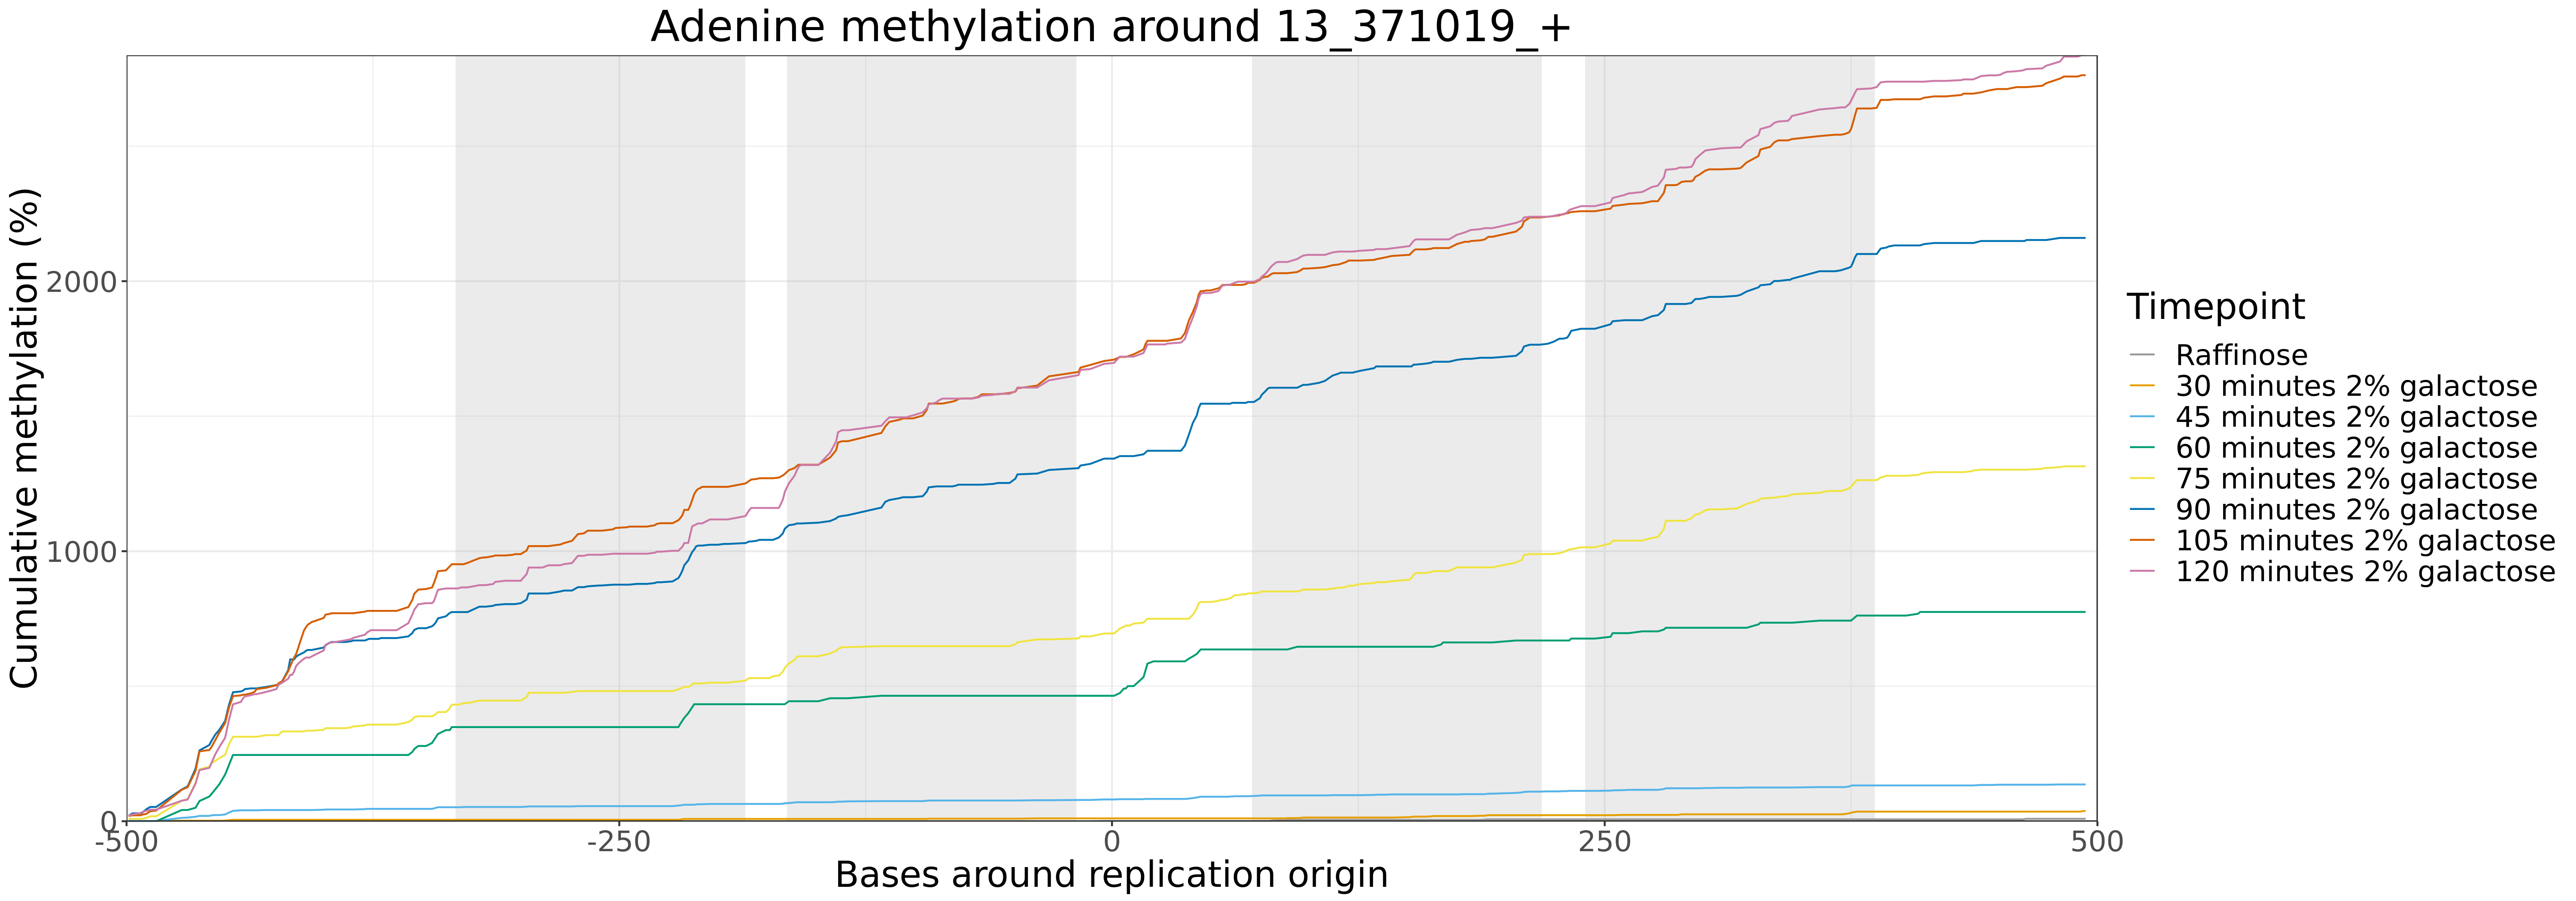 Adenine methylation around 13_371019_+
Cumulative methylation (%)
2000
1000
0
-500
-250
0
250
500
Bases around replication origin
Timepoint
Raffinose
30 minutes 2% galactose
45 minutes 2% galactose
60 minutes 2% galactose
75 minutes 2% galactose
90 minutes 2% galactose
105 minutes 2% galactose
120 minutes 2% galactose